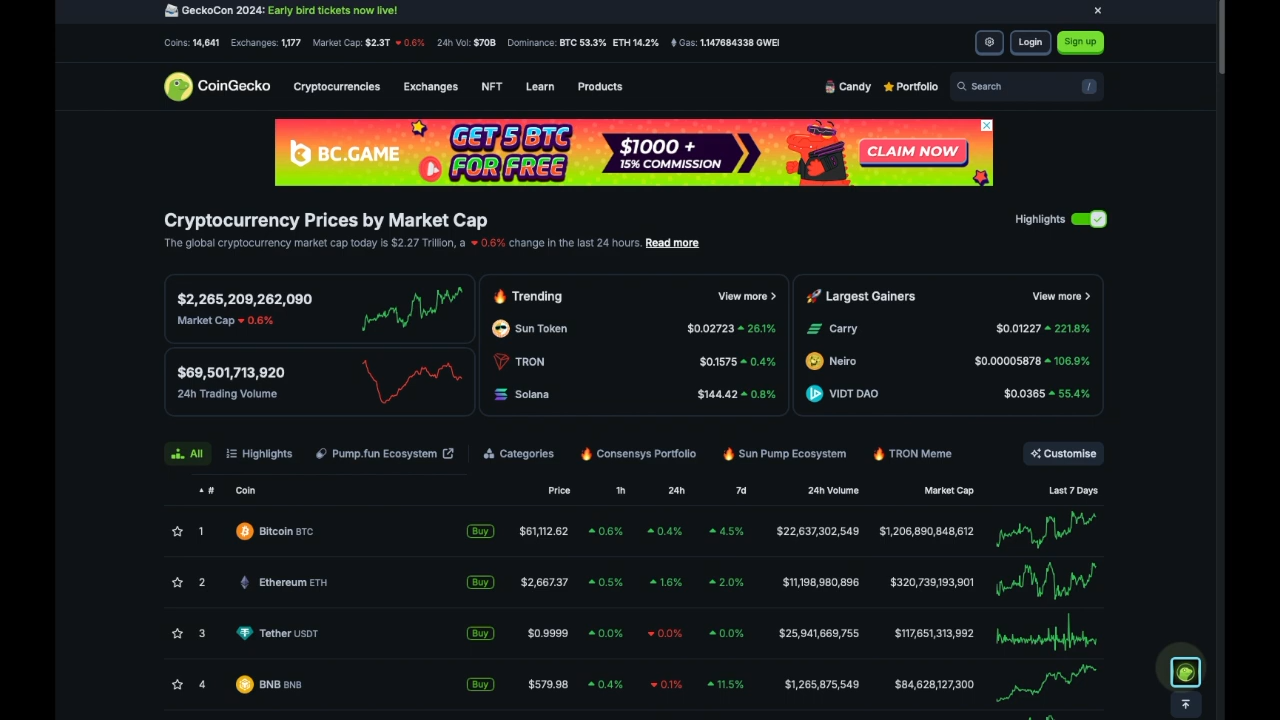 GeckoCon 2024: Early bird tickets now live!
Coins: 14,641 Exchanges: 1,177 Market Cap: $2.3T 0.6% 24h Vol: $70B Dominance: BTC 53.3% ETH 14.2% Gas: 1.147684338 GWEI
Login
Sign up
CoinGecko
Cryptocurrencies Exchanges NFT Learn Products
Candy Portfolio Search /
BC.GAME
GET 5 BTC
FOR FREE
$1000 +
15% COMMISSION
CLAIM NOW
Cryptocurrency Prices by Market Cap
Highlights
The global cryptocurrency market cap today is $2.27 Trillion, a 0.6% change in the last 24 hours. Read more
$2,265,209,262,090
Market Cap 0.6%
$69,501,713,920
24h Trading Volume
Trending View more
Sun Token $0.02723 26.1%
TRON $0.1575 0.4%
Solana $144.42 0.8%
Largest Gainers View more
Carry $0.01227 221.8%
Neiro $0.00005878 106.9%
VIDT DAO $0.0365 55.4%
All Highlights Pump.fun Ecosystem Categories Consensys Portfolio Sun Pump Ecosystem TRON Meme Customise
# Coin Price 1h 24h 7d 24h Volume Market Cap Last 7 Days
1 Bitcoin BTC Buy $61,112.62 0.6% 0.4% 4.5% $22,637,302,549 $1,206,890,848,612
2 Ethereum ETH Buy $2,667.37 0.5% 1.6% 2.0% $11,198,980,896 $320,739,193,901
3 Tether USDT Buy $0.9999 0.0% 0.0% 0.0% $25,941,669,755 $117,651,313,992
4 BNB BNB Buy $579.98 0.4% 0.1% 11.5% $1,265,875,549 $84,628,127,300